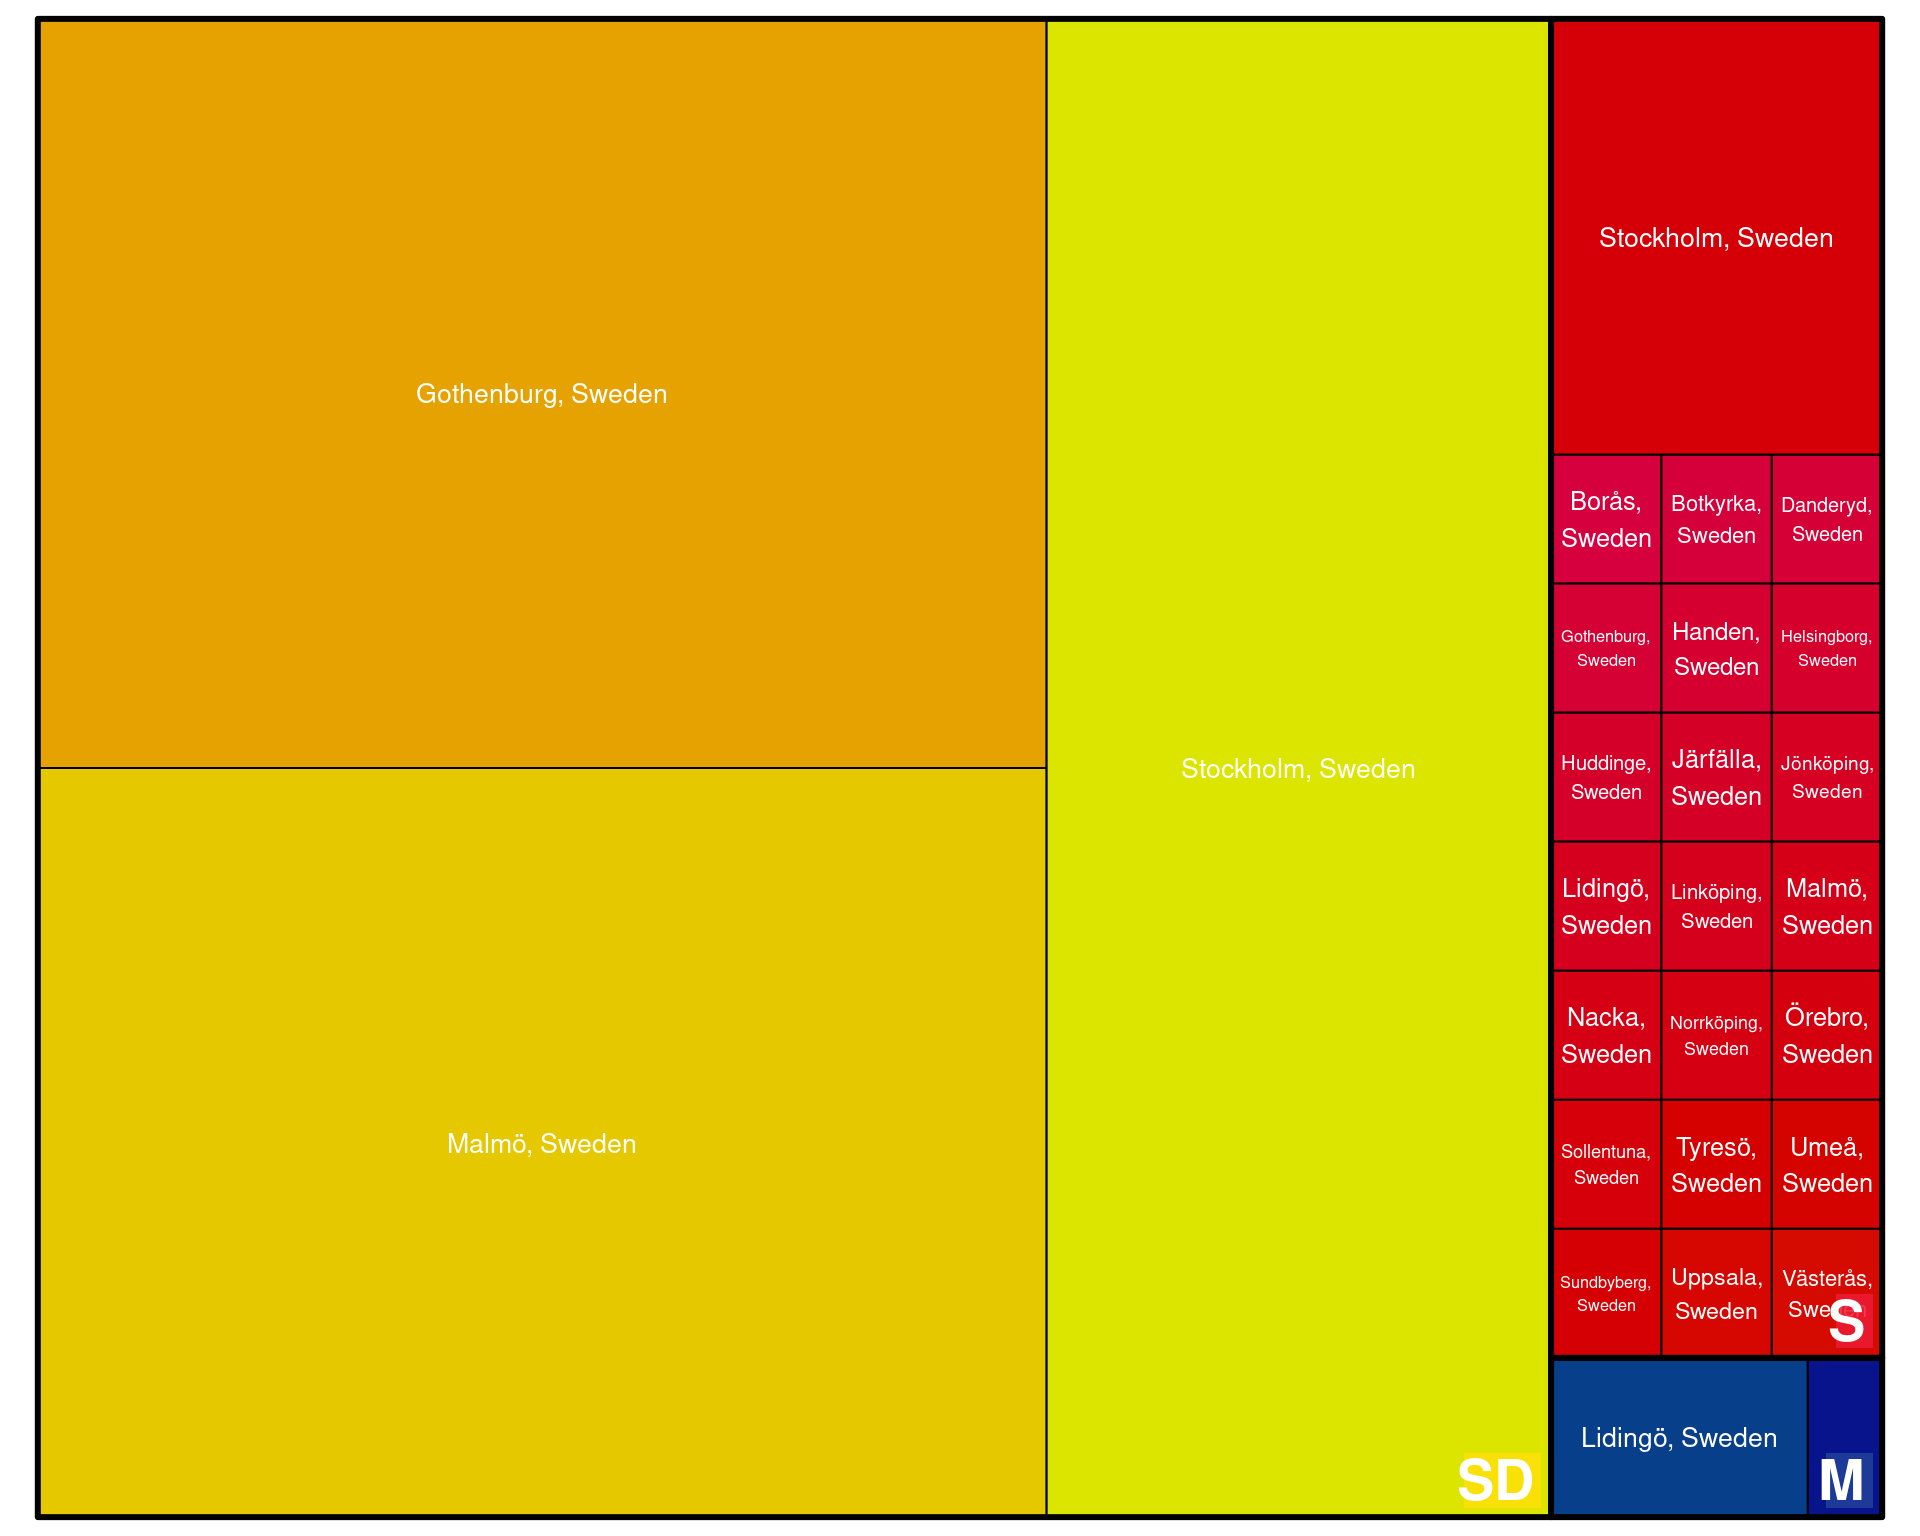 Gothenburg, Sweden
Malmö, Sweden
Stockholm, Sweden
SD
Stockholm, Sweden
Borås,
Sweden
Botkyrka,
Sweden
Danderyd,
Sweden
Gothenburg,
Sweden
Handen,
Sweden
Helsingborg,
Sweden
Huddinge,
Sweden
Järfälla,
Sweden
Jönköping,
Sweden
Lidingö,
Sweden
Linköping,
Sweden
Malmö,
Sweden
Nacka,
Sweden
Norrköping,
Sweden
Örebro,
Sweden
Sollentuna,
Sweden
Tyresö,
Sweden
Umeå,
Sweden
Sundbyberg,
Sweden
Uppsala,
Sweden
Västerås,
Sweden
S
Lidingö, Sweden
M